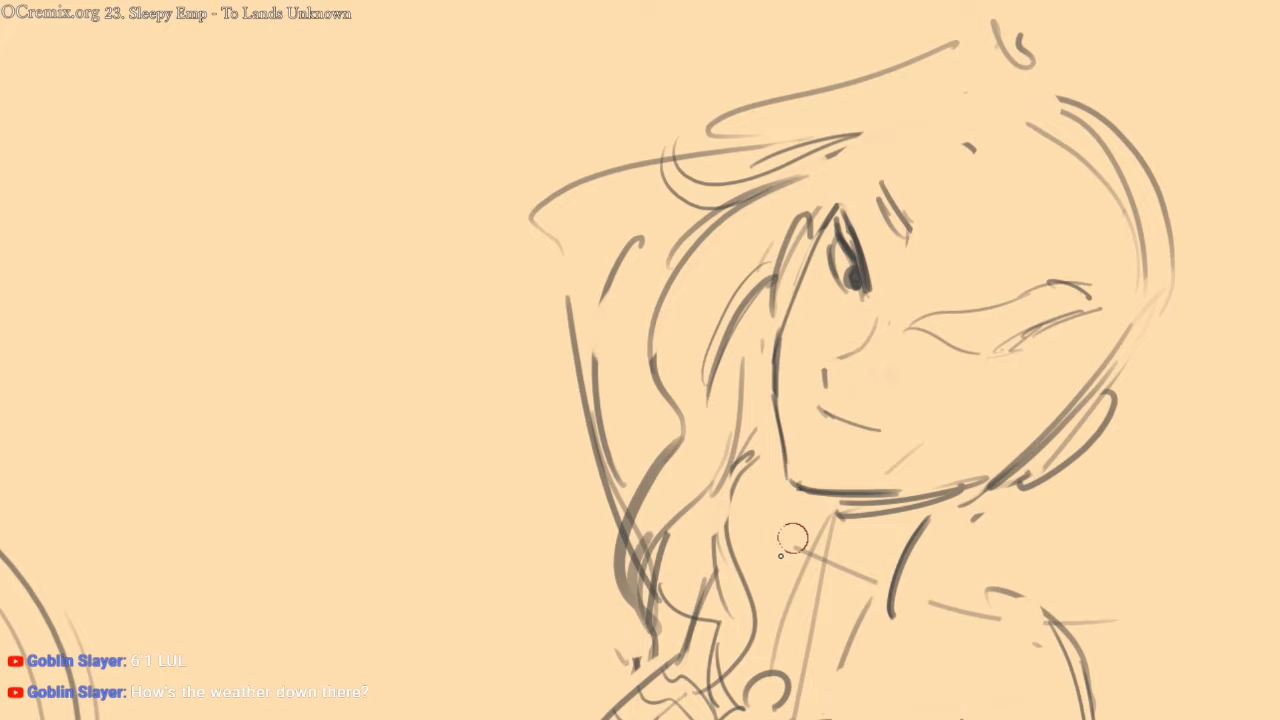 OCremix.org 23. Sleepy Emp - To Lands Unknown
Goblin Slayer: 6'1 LUL
Goblin Slayer: How's the weather down there?